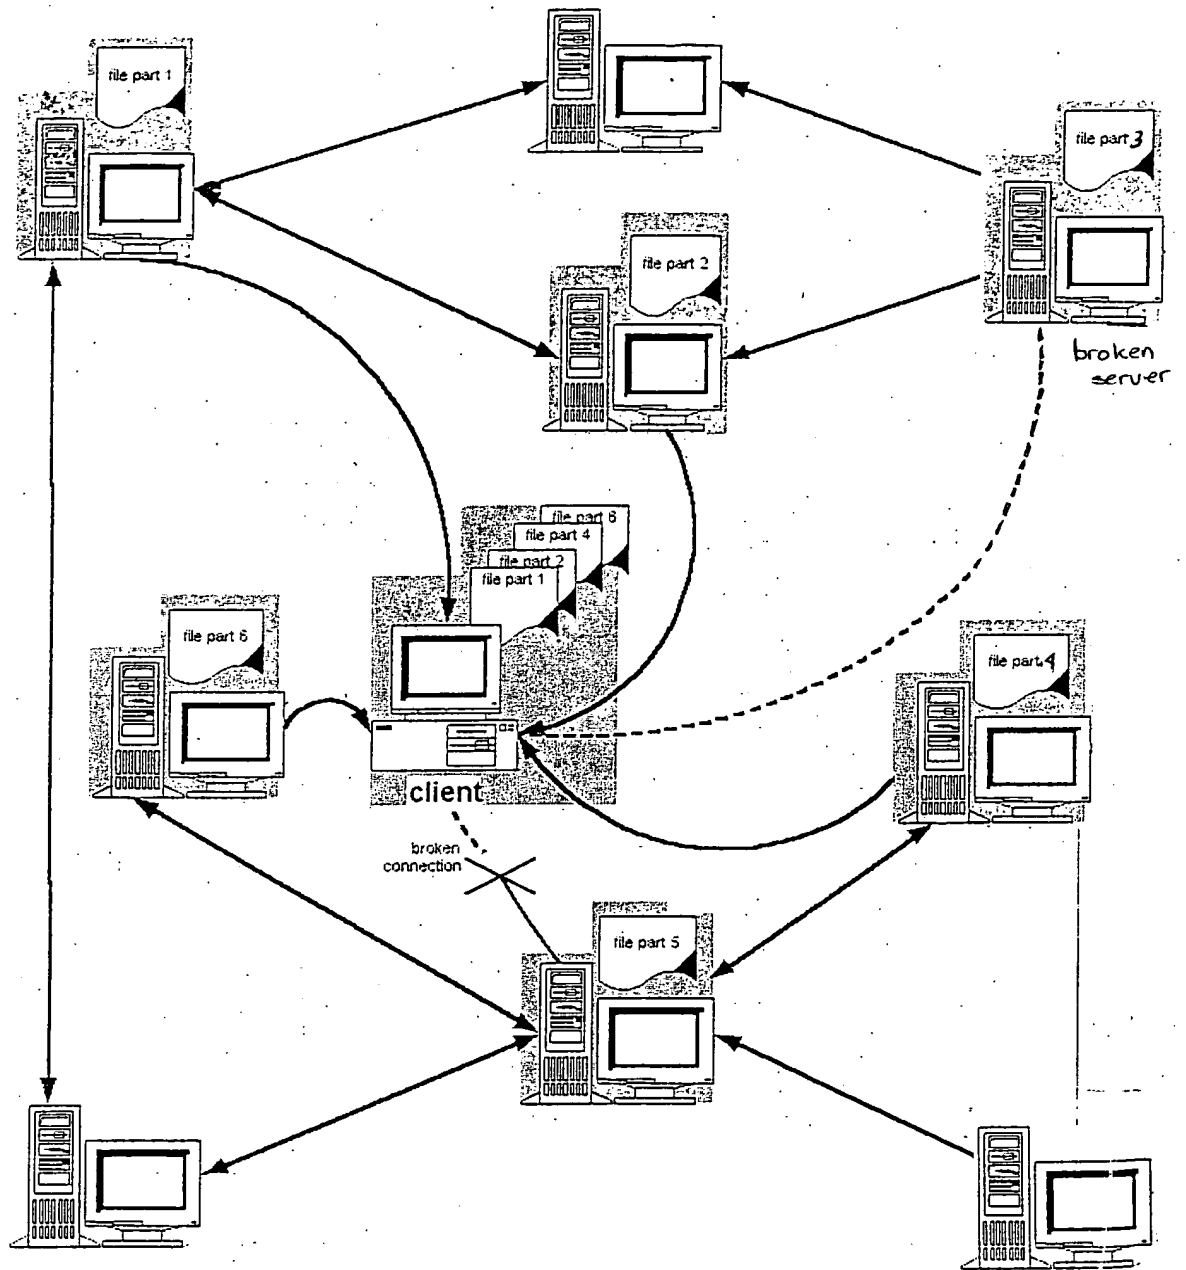 file part 1
file part 3
file part 2
broken
server
file part 6
file part 4
file part 2
file part 1
file part 6
file part 4
client
broken
connection
file part 5